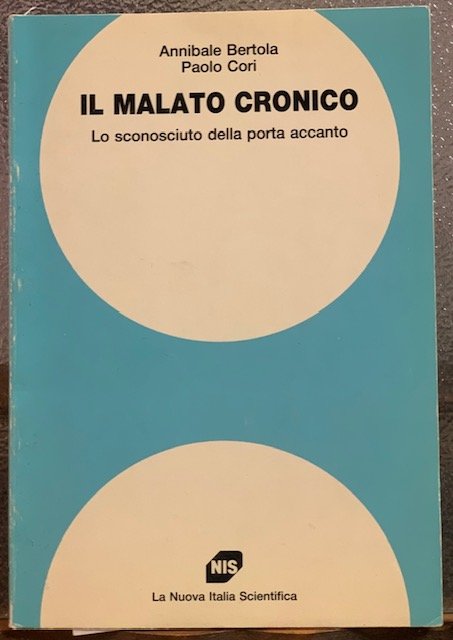 Annibale Bertola
Paolo Cori
IL MALATO CRONICO
Lo sconosciuto della porta accanto
NIS
La Nuova Italia Scientifica